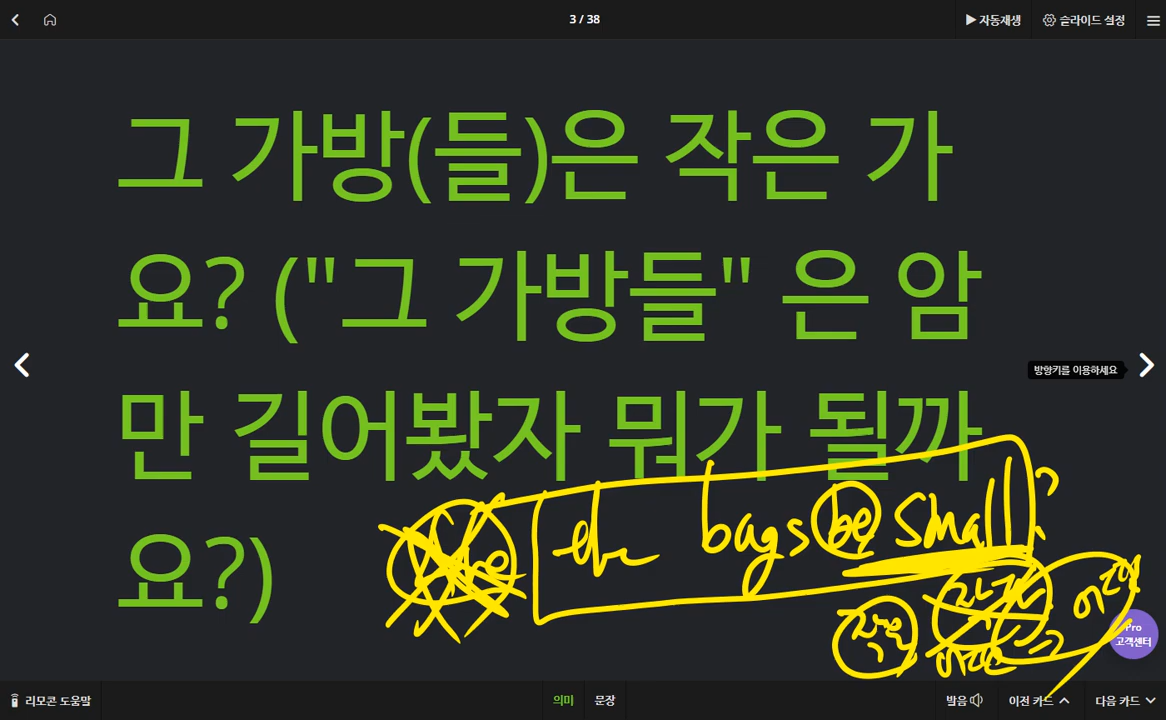 3 / 38
자동재생
슬라이드 설정
그 가방(들)은 작은 가
요? ("그 가방들" 은 암
만 길어봤자 뭐가 될까
요?)
방향키를 이용하세요
the bags be small?
작은
Pro
고객센터
리모콘 도움말
의미
문장
발음
이전 카드
다음 카드